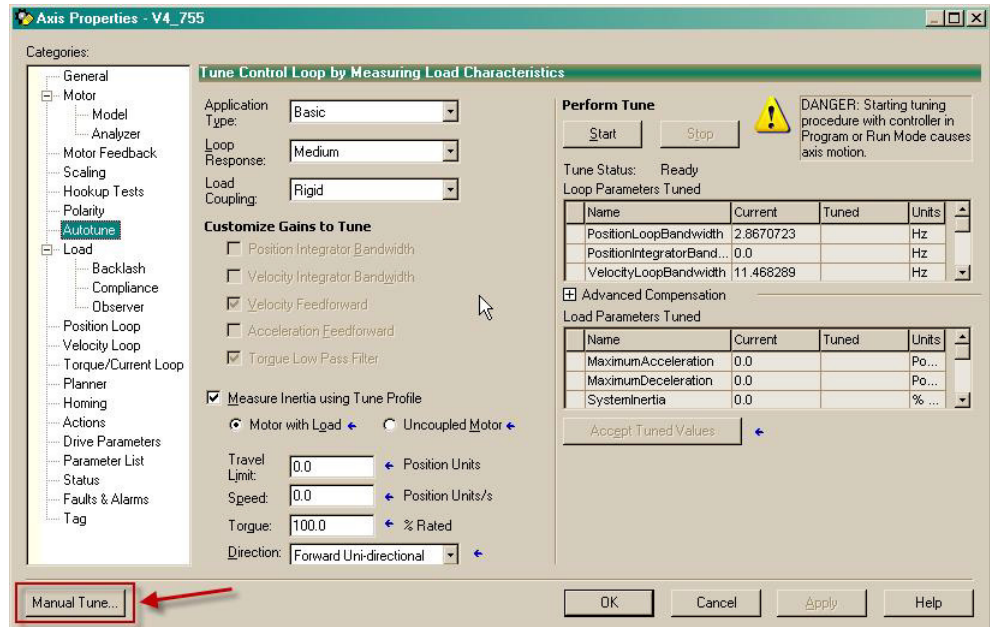 Axis Properties - V4_755
Categories:
General
Motor
Model
Analyzer
Motor Feedback
Scaling
Hookup Tests
Polarity
Autotune
Load
Backlash
Compliance
Observer
Position Loop
Velocity Loop
Torque/Current Loop
Planner
Homing
Actions
Drive Parameters
Parameter List
Status
Faults & Alarms
Tag
Tune Control Loop by Measuring Load Characteristics
Application Type: Basic
Loop Response: Medium
Load Coupling: Rigid
Customize Gains to Tune
Position Integrator Bandwidth
Velocity Integrator Bandwidth
Velocity Feedforward
Acceleration Feedforward
Torque Low Pass Filter
Measure Inertia using Tune Profile
Motor with Load Uncoupled Motor
Travel Limit: 0.0 Position Units
Speed: 0.0 Position Units/s
Torque: 100.0 % Rated
Direction: Forward Uni-directional
Perform Tune
Start Stop
DANGER: Starting tuning
procedure with controller in
Program or Run Mode causes
axis motion.
Tune Status: Ready
Loop Parameters Tuned
Name Current Tuned Units
PositionLoopBandwidth 2.8670723 Hz
PositionIntegratorBand... 0.0 Hz
VelocityLoopBandwidth 11.468289 Hz
Advanced Compensation
Load Parameters Tuned
Name Current Tuned Units
MaximumAcceleration 0.0 Po...
MaximumDeceleration 0.0 Po...
SystemInertia 0.0 % ...
Accept Tuned Values
Manual Tune...
OK Cancel Apply Help